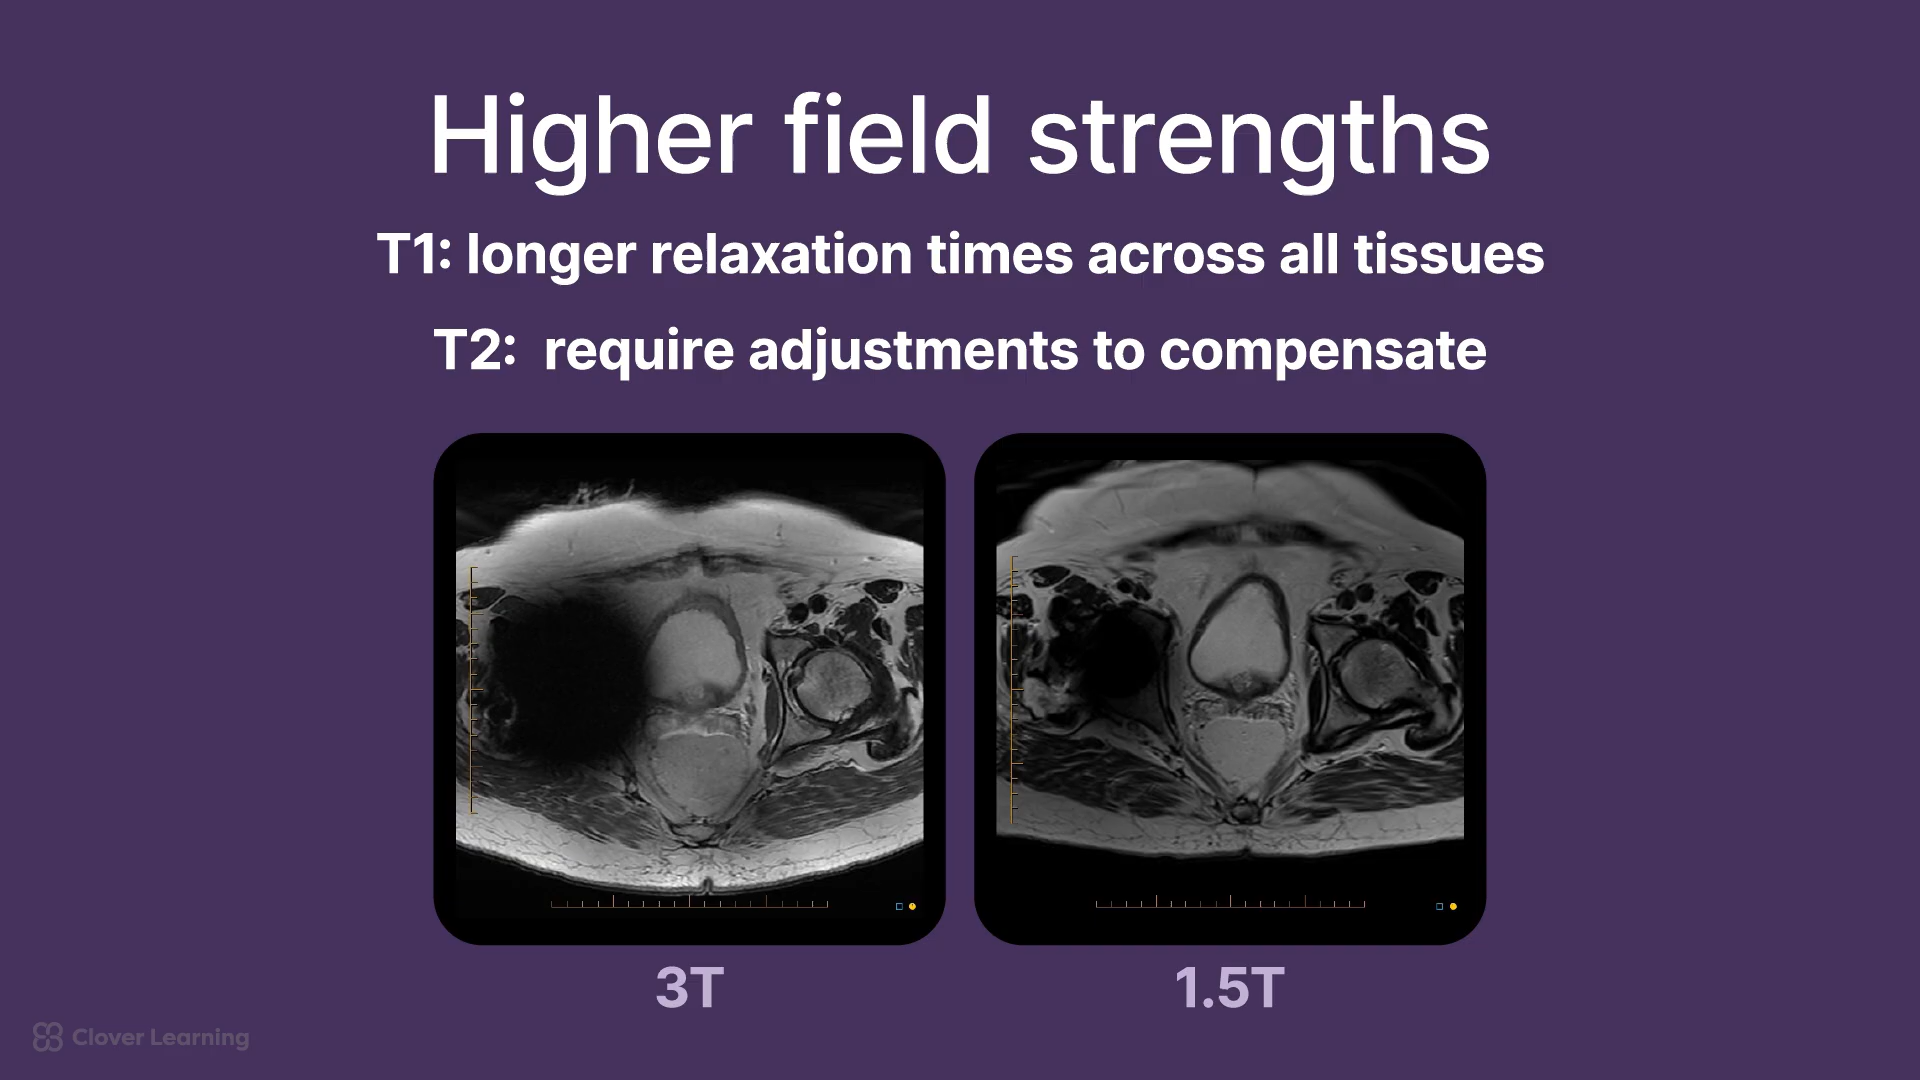 Higher field strengths
T1: longer relaxation times across all tissues
T2: require adjustments to compensate
3T
1.5T
Clover Learning